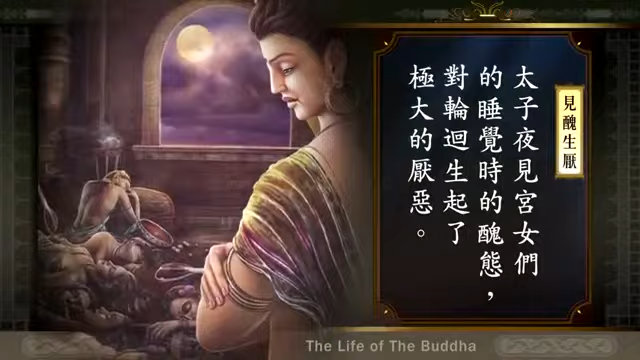 見醜生厭
太子夜見宮女們
的睡覺時的醜態，
對輪迴生起了
極大的厭惡。
The Life of The Buddha